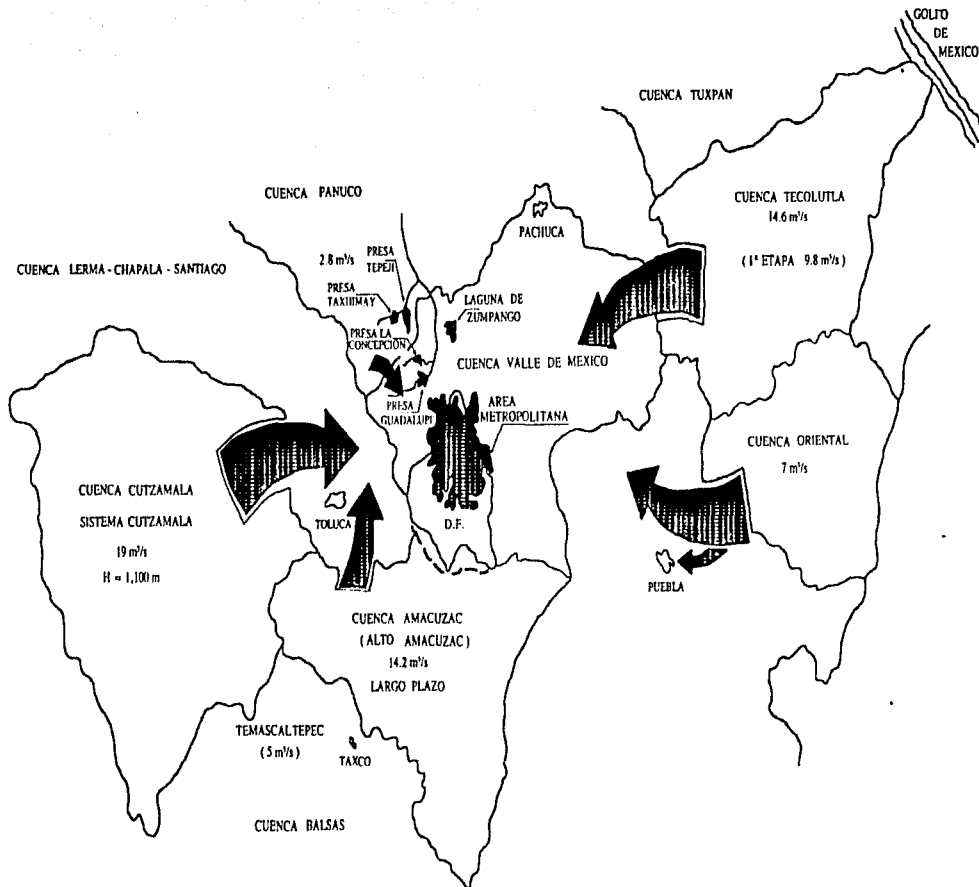 GOLFO
DE
MEXICO
CUENCA TUXPAN
CUENCA PANUCO
CUENCA TECOLUTLA
14.6 m³/s
(1ª ETAPA 9.8 m³/s)
PACHUCA
CUENCA LERMA-CHAPALA-SANTIAGO
2.8 m³/s
PRESA
TEPEJI
PRESA
TAXHIMAY
LAGUNA DE
ZUMPANGO
PRESA LA
CONCEPCIÓN
CUENCA VALLE DE MEXICO
PRESA
GUADALUPE
AREA
METROPOLITANA
CUENCA ORIENTAL
7 m³/s
CUENCA CUTZAMALA
SISTEMA CUTZAMALA
19 m³/s
H = 1,100 m
TOLUCA
D.F.
PUEBLA
CUENCA AMACUZAC
(ALTO AMACUZAC)
14.2 m³/s
LARGO PLAZO
TEMASCALTEPEC
(5 m³/s)
TAXCO
CUENCA BALSAS